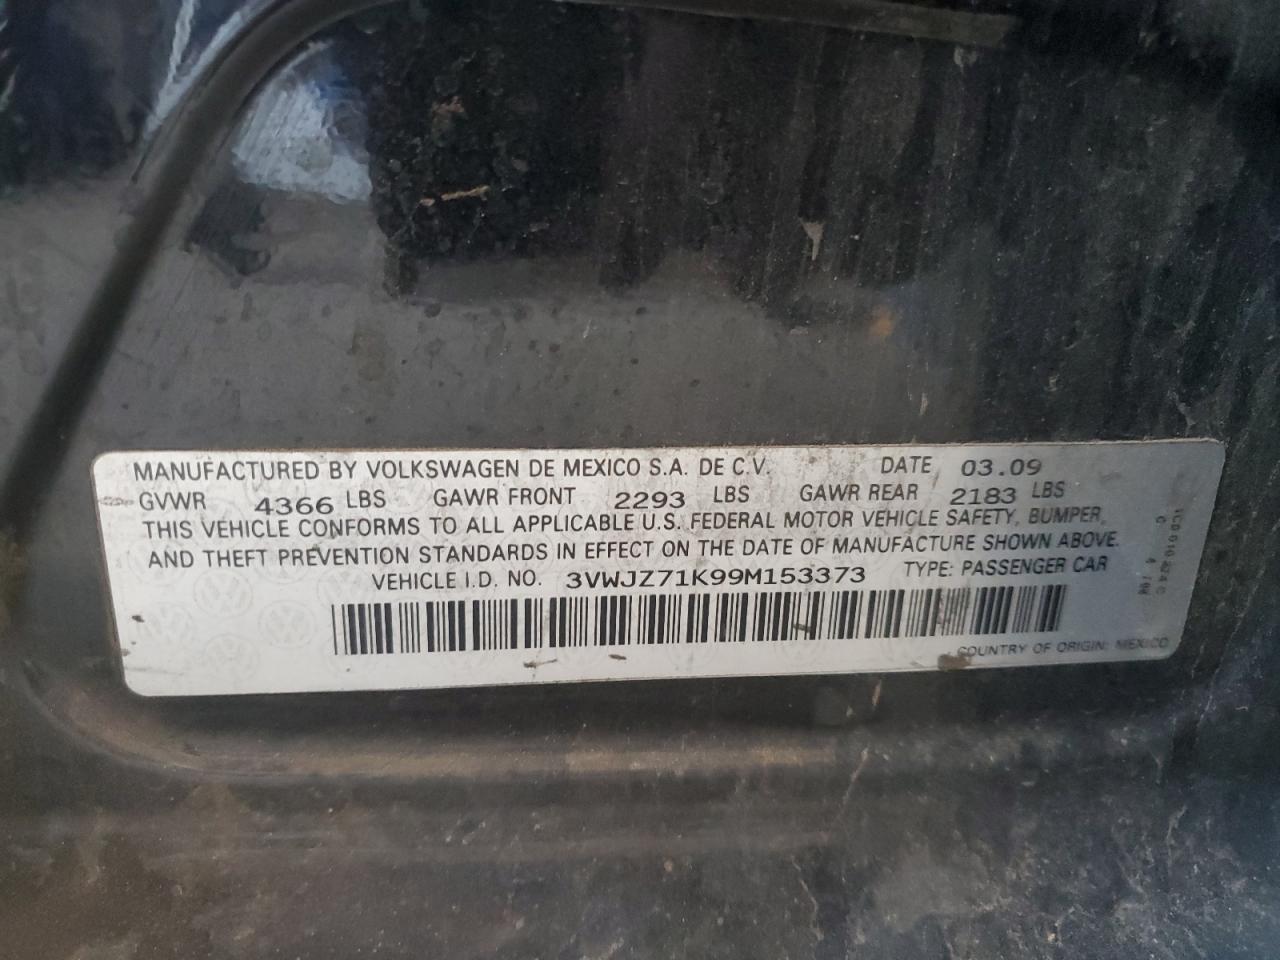 MANUFACTURED BY VOLKSWAGEN DE MEXICO S.A. DE C.V. DATE 03.09
GVWR 4366 LBS GAWR FRONT 2293 LBS GAWR REAR 2183 LBS
THIS VEHICLE CONFORMS TO ALL APPLICABLE U.S. FEDERAL MOTOR VEHICLE SAFETY, BUMPER,
AND THEFT PREVENTION STANDARDS IN EFFECT ON THE DATE OF MANUFACTURE SHOWN ABOVE.
VEHICLE I.D. NO. 3VWJZ71K99M153373 TYPE: PASSENGER CAR
COUNTRY OF ORIGIN: MEXICO